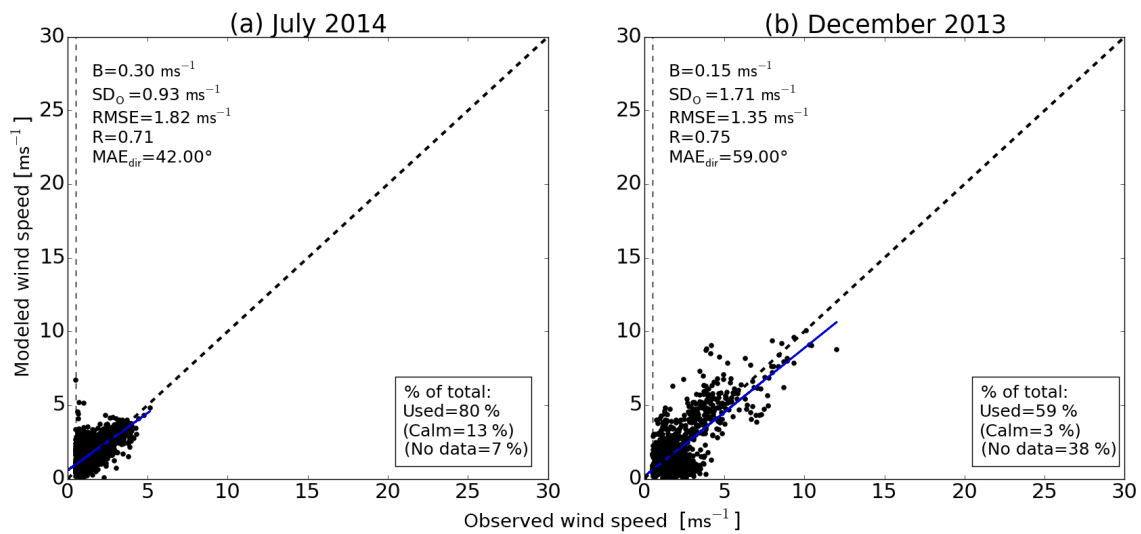 (a) July 2014
B=0.30 ms⁻¹
SD_O =0.93 ms⁻¹
RMSE=1.82 ms⁻¹
R=0.71
MAE_dir=42.00°
30
25
20
15
10
5
0
Modeled wind speed [ms⁻¹ ]
% of total:
Used=80 %
(Calm=13 %)
(No data=7 %)
0 5 10 15 20 25 30
(b) December 2013
B=0.15 ms⁻¹
SD_O =1.71 ms⁻¹
RMSE=1.35 ms⁻¹
R=0.75
MAE_dir=59.00°
30
25
20
15
10
5
0
% of total:
Used=59 %
(Calm=3 %)
(No data=38 %)
0 5 10 15 20 25 30
Observed wind speed [ms⁻¹ ]